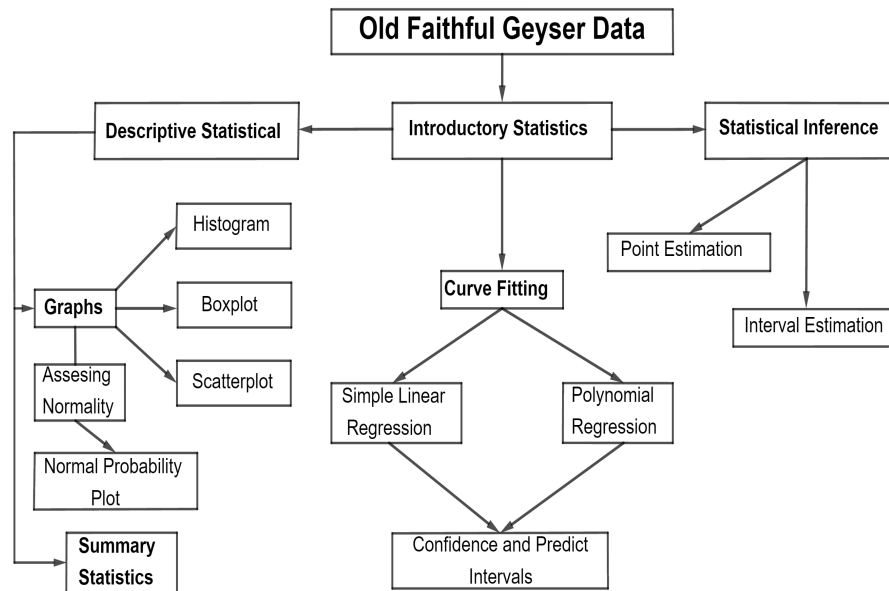 Old Faithful Geyser Data
Descriptive Statistical
Introductory Statistics
Statistical Inference
Histogram
Point Estimation
Graphs
Boxplot
Curve Fitting
Interval Estimation
Assesing
Normality
Scatterplot
Simple Linear
Regression
Polynomial
Regression
Normal Probability
Plot
Summary
Statistics
Confidence and Predict
Intervals